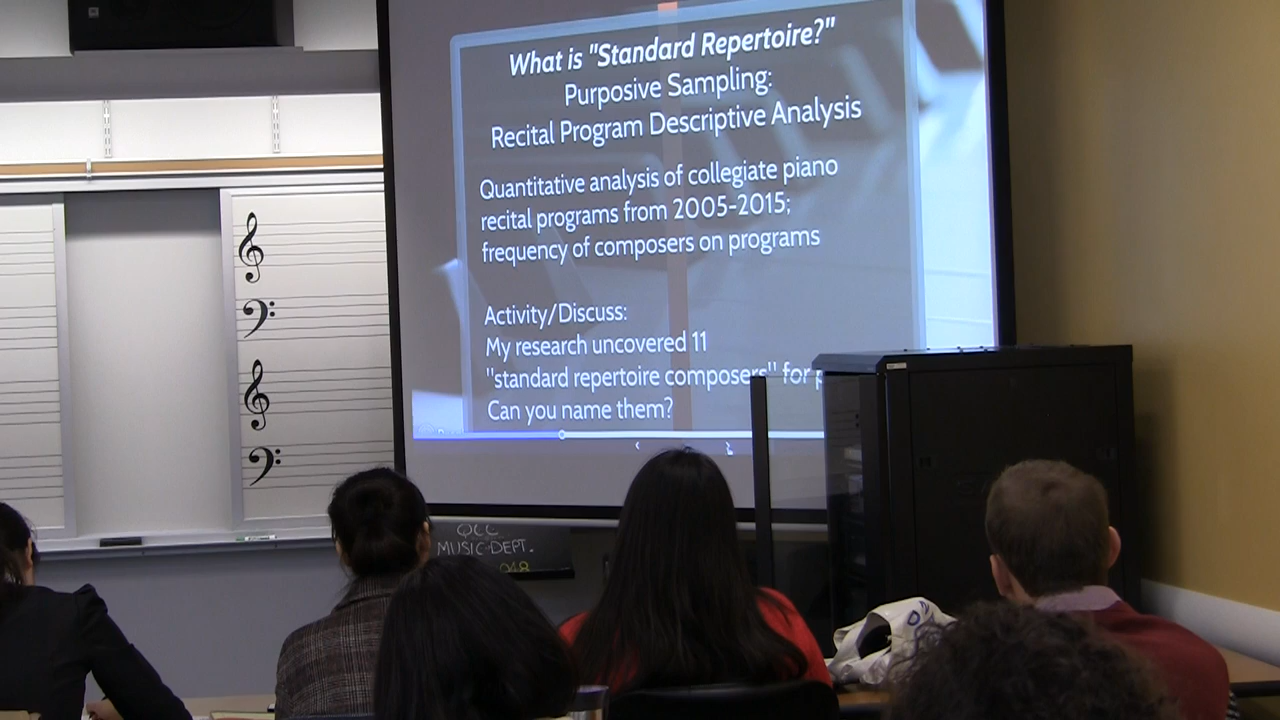 What is "Standard Repertoire?"
Purposive Sampling:
Recital Program Descriptive Analysis
Quantitative analysis of collegiate piano
recital programs from 2005-2015;
frequency of composers on programs
Activity/Discuss:
My research uncovered 11
"standard repertoire composers" for p
Can you name them?
QCC
MUSIC DEPT.